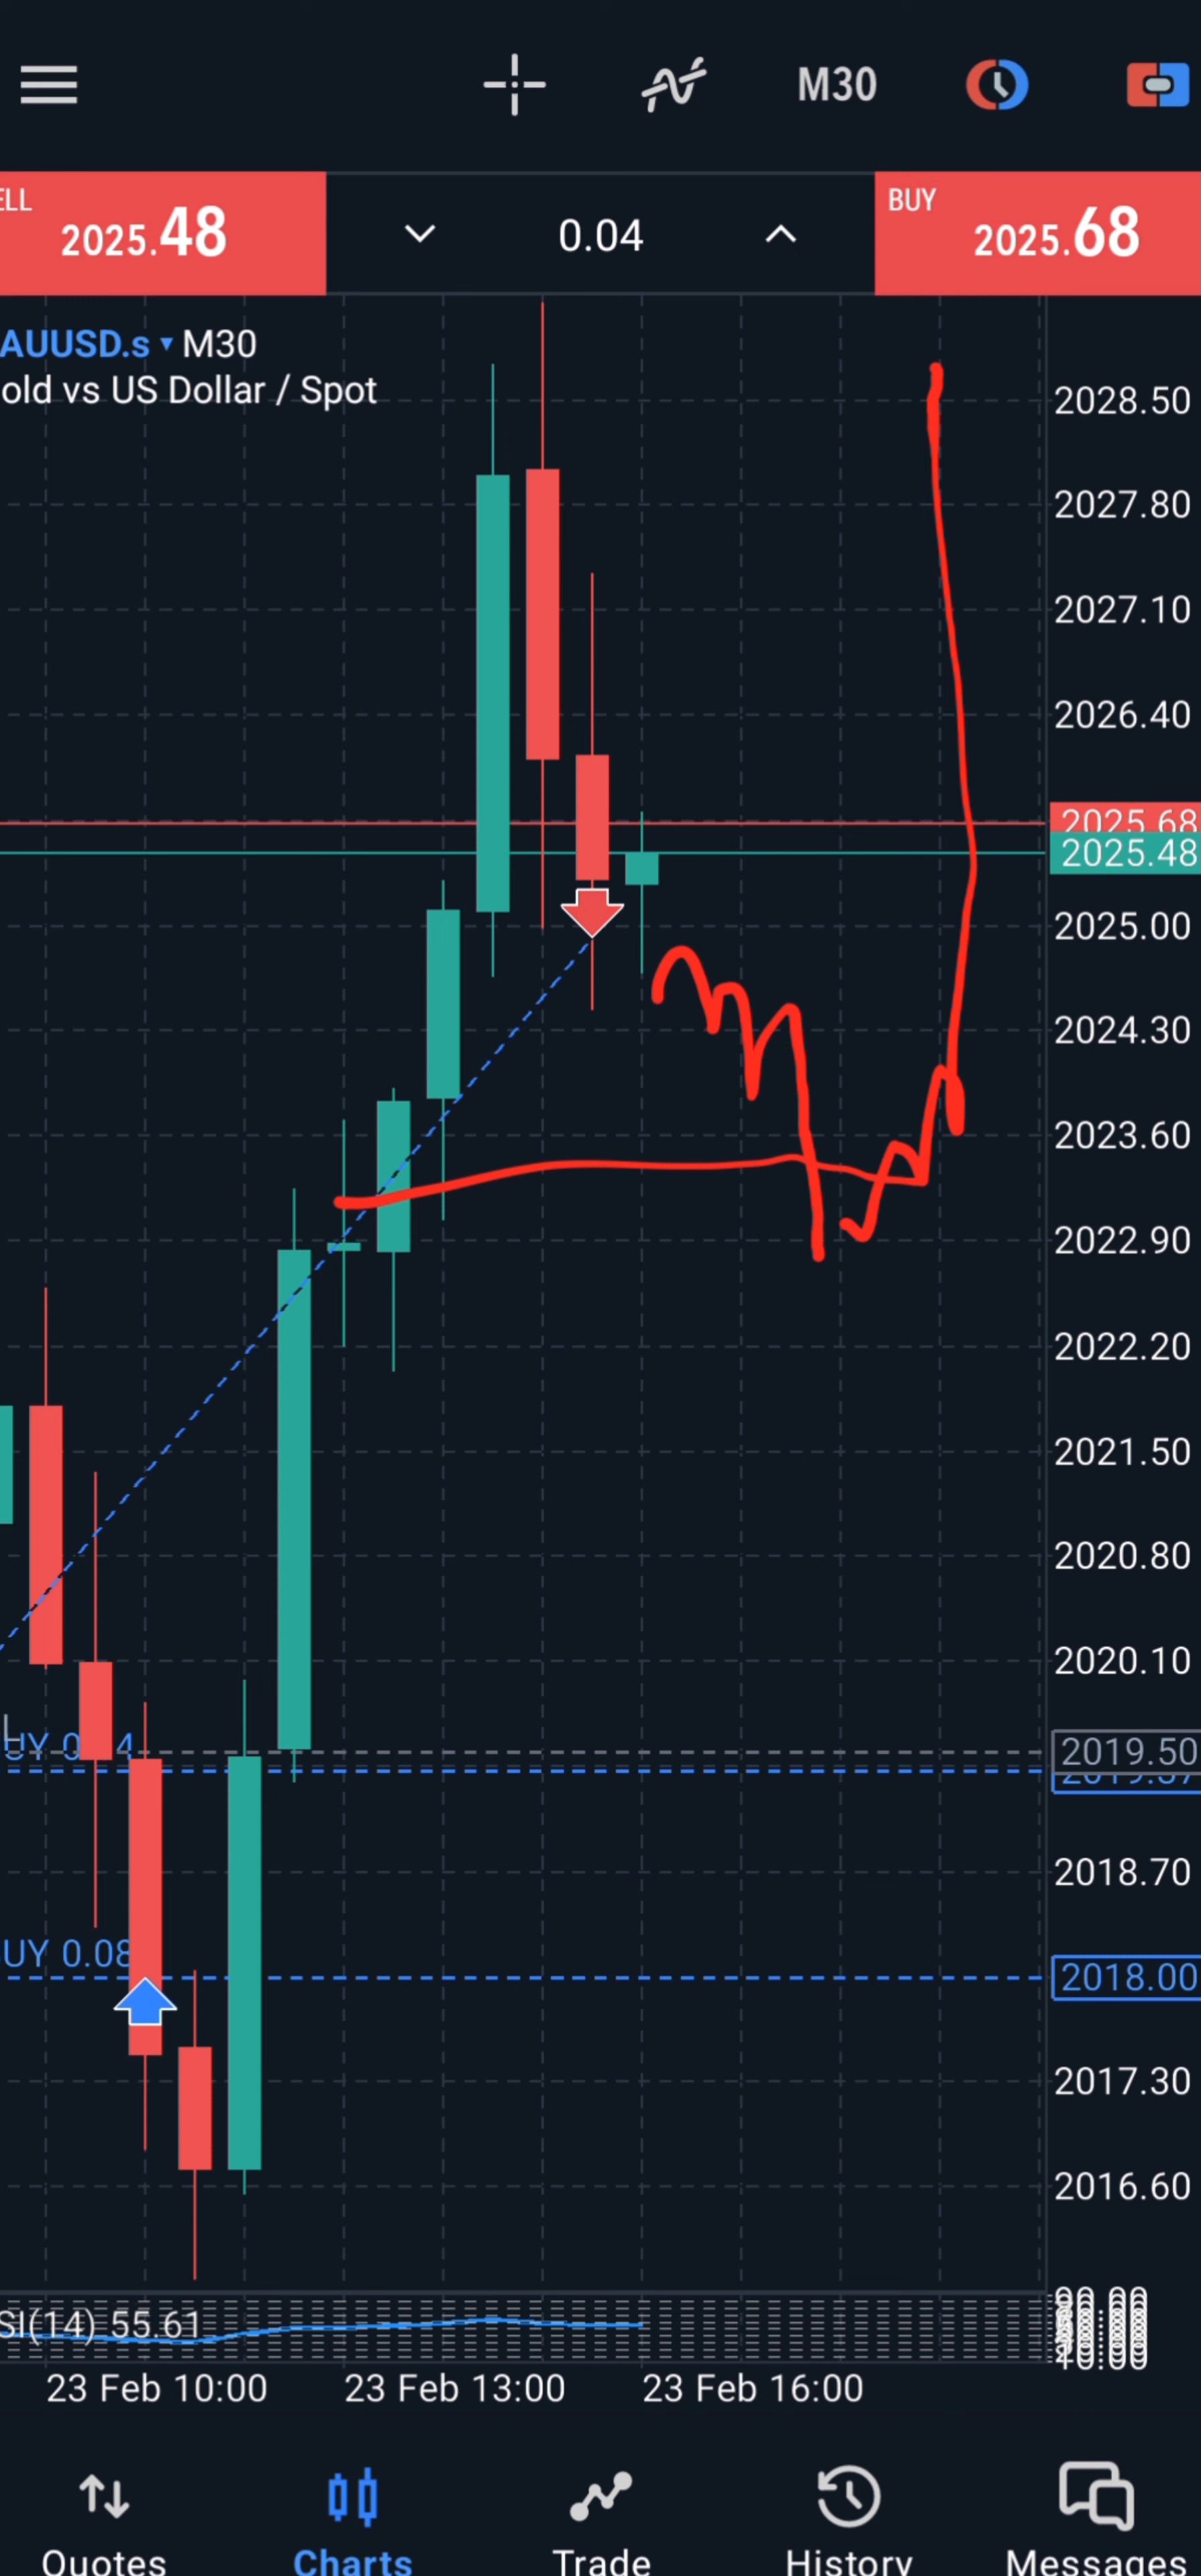 M30
ELL
2025.48
0.04
BUY
2025.68
AUUSD.s ▾ M30
old vs US Dollar / Spot
2028.50
2027.80
2027.10
2026.40
2025.68
2025.48
2025.00
2024.30
2023.60
2022.90
2022.20
2021.50
2020.80
2020.10
2019.50
2018.70
UY 0.08
2018.00
2017.30
2016.60
SI(14) 55.61
23 Feb 10:00
23 Feb 13:00
23 Feb 16:00
Quotes
Charts
Trade
History
Messages